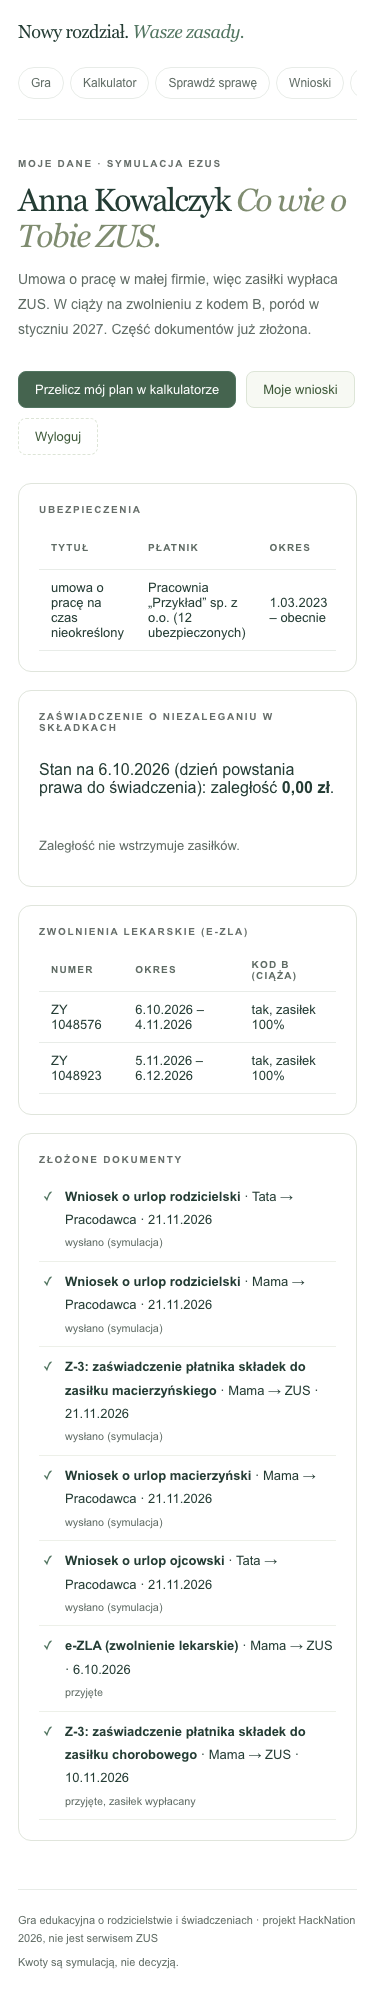 Nowy rozdział. Wasze zasady.
Gra
Kalkulator
Sprawdź sprawę
Wnioski
MOJE DANE · SYMULACJA EZUS
Anna Kowalczyk Co wie o
Tobie ZUS.
Umowa o pracę w małej firmie, więc zasiłki wypłaca
ZUS. W ciąży na zwolnieniu z kodem B, poród w
styczniu 2027. Część dokumentów już złożona.
Przelicz mój plan w kalkulatorze
Moje wnioski
Wyloguj
UBEZPIECZENIA
TYTUŁ PŁATNIK OKRES
umowa o
pracę na
czas
nieokreślony
Pracownia
„Przykład” sp. z
o.o. (12
ubezpieczonych)
1.03.2023
– obecnie
ZAŚWIADCZENIE O NIEZALEGANIU W
SKŁADKACH
Stan na 6.10.2026 (dzień powstania
prawa do świadczenia): zaległość 0,00 zł.
Zaległość nie wstrzymuje zasiłków.
ZWOLNIENIA LEKARSKIE (E-ZLA)
NUMER OKRES KOD B
(CIĄŻA)
ZY
1048576
6.10.2026 –
4.11.2026
tak, zasiłek
100%
ZY
1048923
5.11.2026 –
6.12.2026
tak, zasiłek
100%
ZŁOŻONE DOKUMENTY
✓ Wniosek o urlop rodzicielski · Tata →
Pracodawca · 21.11.2026
wysłano (symulacja)
✓ Wniosek o urlop rodzicielski · Mama →
Pracodawca · 21.11.2026
wysłano (symulacja)
✓ Z-3: zaświadczenie płatnika składek do
zasiłku macierzyńskiego · Mama → ZUS ·
21.11.2026
wysłano (symulacja)
✓ Wniosek o urlop macierzyński · Mama →
Pracodawca · 21.11.2026
wysłano (symulacja)
✓ Wniosek o urlop ojcowski · Tata →
Pracodawca · 21.11.2026
wysłano (symulacja)
✓ e-ZLA (zwolnienie lekarskie) · Mama → ZUS
· 6.10.2026
przyjęte
✓ Z-3: zaświadczenie płatnika składek do
zasiłku chorobowego · Mama → ZUS ·
10.11.2026
przyjęte, zasiłek wypłacany
Gra edukacyjna o rodzicielstwie i świadczeniach · projekt HackNation
2026, nie jest serwisem ZUS
Kwoty są symulacją, nie decyzją.